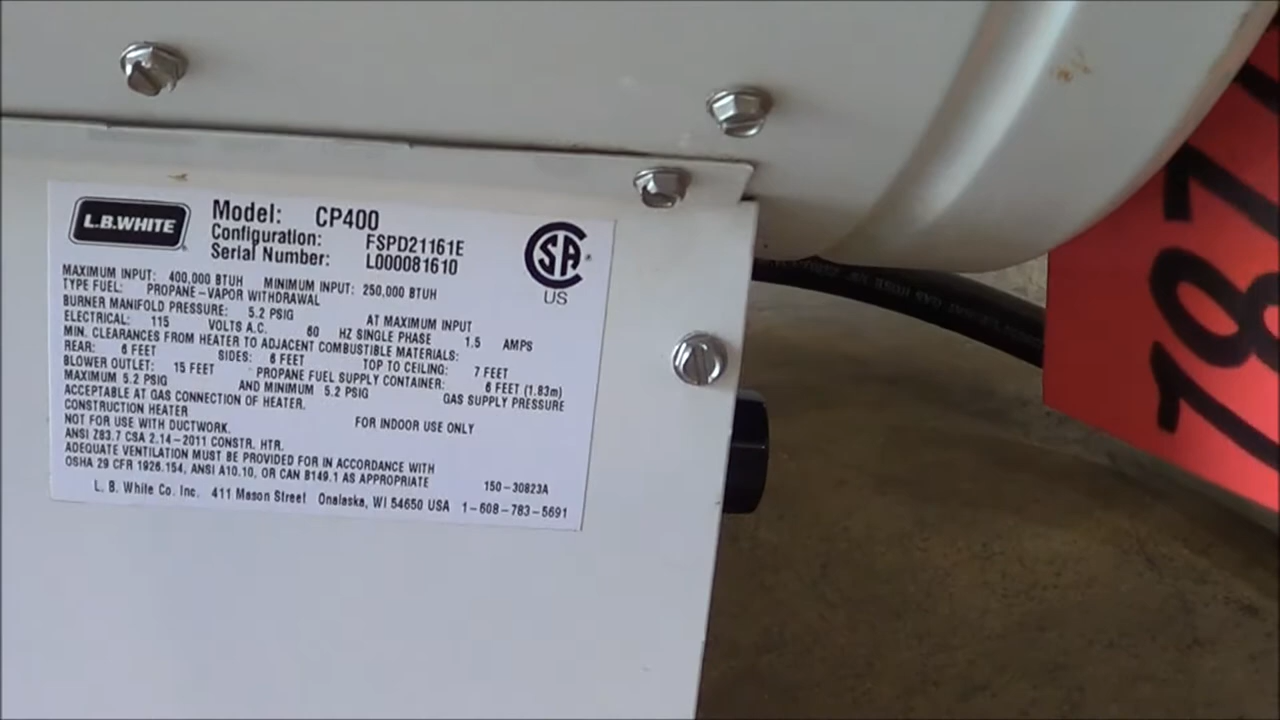 L.B.WHITE
Model: CP400
Configuration: FSPD21161E
Serial Number: L000081610
SA
US
MAXIMUM INPUT: 400,000 BTUH MINIMUM INPUT: 250,000 BTUH
TYPE FUEL: PROPANE-VAPOR WITHDRAWAL
BURNER MANIFOLD PRESSURE: 5.2 PSIG AT MAXIMUM INPUT
ELECTRICAL: 115 VOLTS A.C. 60 HZ SINGLE PHASE 1.5 AMPS
MIN. CLEARANCES FROM HEATER TO ADJACENT COMBUSTIBLE MATERIALS:
REAR: 6 FEET SIDES: 6 FEET TOP TO CEILING: 7 FEET
BLOWER OUTLET: 15 FEET PROPANE FUEL SUPPLY CONTAINER: 6 FEET (1.83m)
MAXIMUM 5.2 PSIG AND MINIMUM 5.2 PSIG GAS SUPPLY PRESSURE
ACCEPTABLE AT GAS CONNECTION OF HEATER.
CONSTRUCTION HEATER FOR INDOOR USE ONLY
NOT FOR USE WITH DUCTWORK.
ANSI Z83.7 CSA 2.14-2011 CONSTR. HTR.
ADEQUATE VENTILATION MUST BE PROVIDED FOR IN ACCORDANCE WITH
OSHA 29 CFR 1926.154, ANSI A10.10, OR CAN B149.1 AS APPROPRIATE 150-30823A
L. B. White Co. Inc. 411 Mason Street Onalaska, WI 54650 USA 1-608-783-5691
187